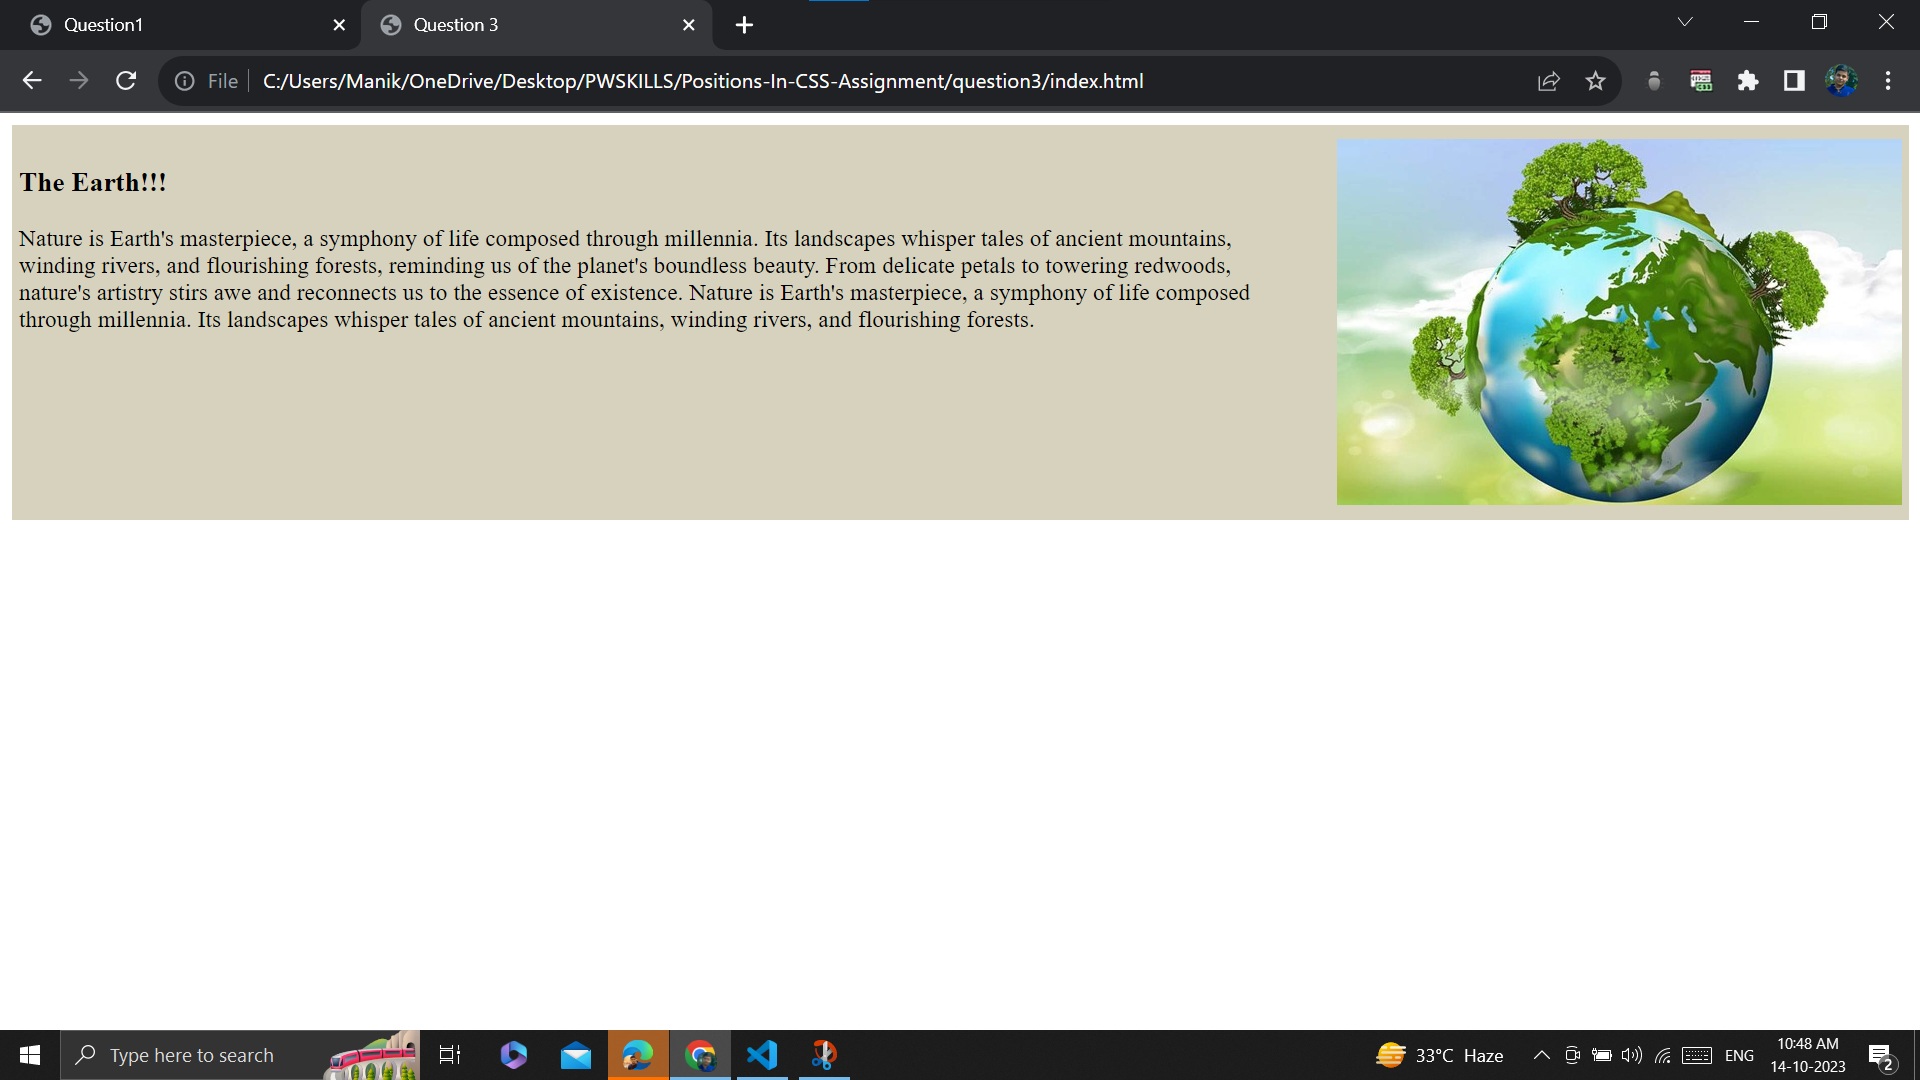 Question1
Question 3
File
C:/Users/Manik/OneDrive/Desktop/PWSKILLS/Positions-In-CSS-Assignment/question3/index.html
The Earth!!!
Nature is Earth's masterpiece, a symphony of life composed through millennia. Its landscapes whisper tales of ancient mountains,
winding rivers, and flourishing forests, reminding us of the planet's boundless beauty. From delicate petals to towering redwoods,
nature's artistry stirs awe and reconnects us to the essence of existence. Nature is Earth's masterpiece, a symphony of life composed
through millennia. Its landscapes whisper tales of ancient mountains, winding rivers, and flourishing forests.
Type here to search
33°C Haze
ENG
10:48 AM
14-10-2023
2